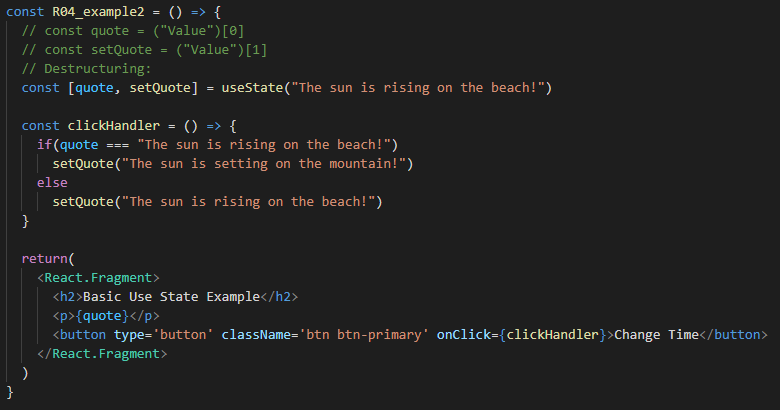 const R04_example2 = () => {
  // const quote = ("Value")[0]
  // const setQuote = ("Value")[1]
  // Destructuring:
  const [quote, setQuote] = useState("The sun is rising on the beach!")

  const clickHandler = () => {
    if(quote === "The sun is rising on the beach!")
      setQuote("The sun is setting on the mountain!")
    else
      setQuote("The sun is rising on the beach!")
  }

  return(
    <React.Fragment>
      <h2>Basic Use State Example</h2>
      <p>{quote}</p>
      <button type='button' className='btn btn-primary' onClick={clickHandler}>Change Time</button>
    </React.Fragment>
  )
}